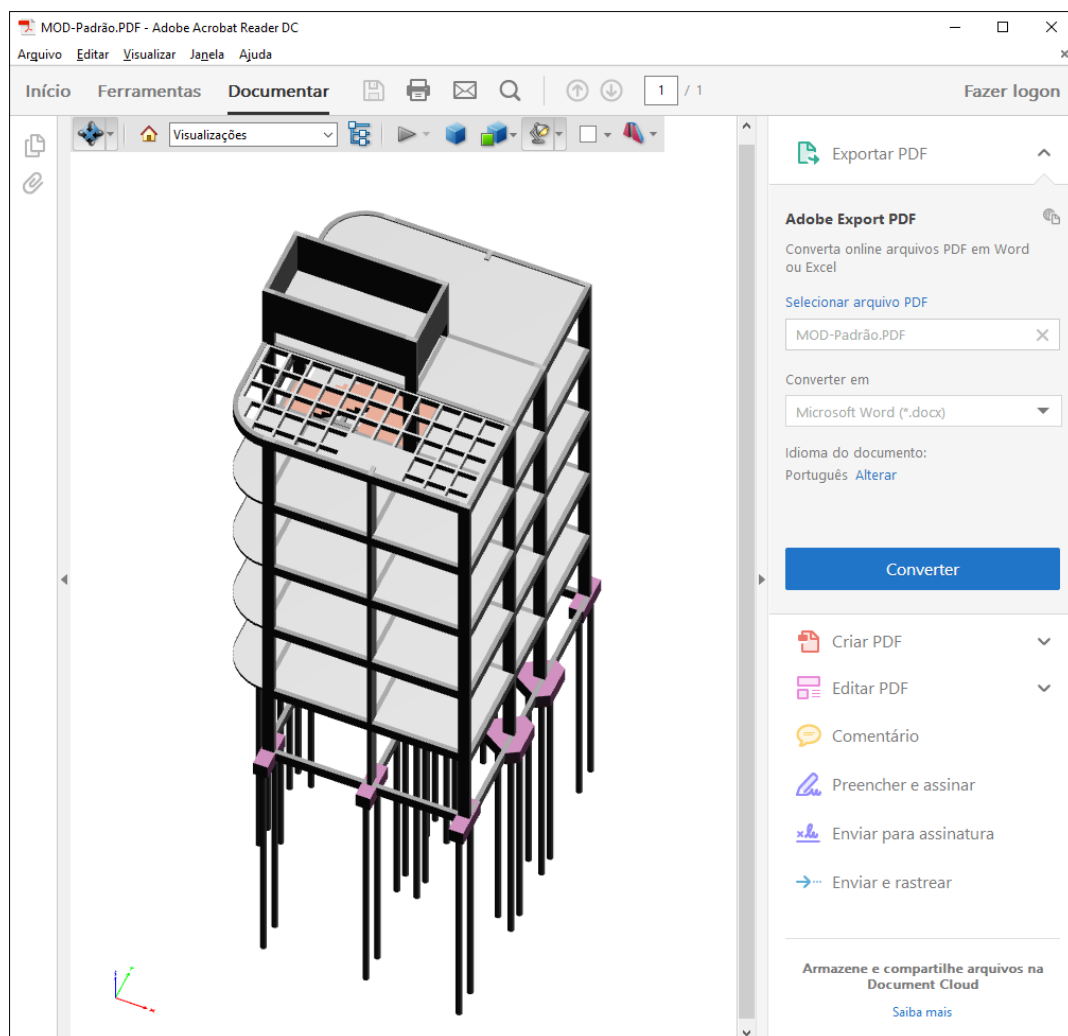 MOD-Padrão.PDF - Adobe Acrobat Reader DC
Arquivo Editar Visualizar Janela Ajuda
Início Ferramentas Documentar 1 / 1 Fazer logon
Visualizações
Exportar PDF
Adobe Export PDF
Converta online arquivos PDF em Word
ou Excel
Selecionar arquivo PDF
MOD-Padrão.PDF
Converter em
Microsoft Word (*.docx)
Idioma do documento:
Português Alterar
Converter
Criar PDF
Editar PDF
Comentário
Preencher e assinar
Enviar para assinatura
Enviar e rastrear
Armazene e compartilhe arquivos na
Document Cloud
Saiba mais